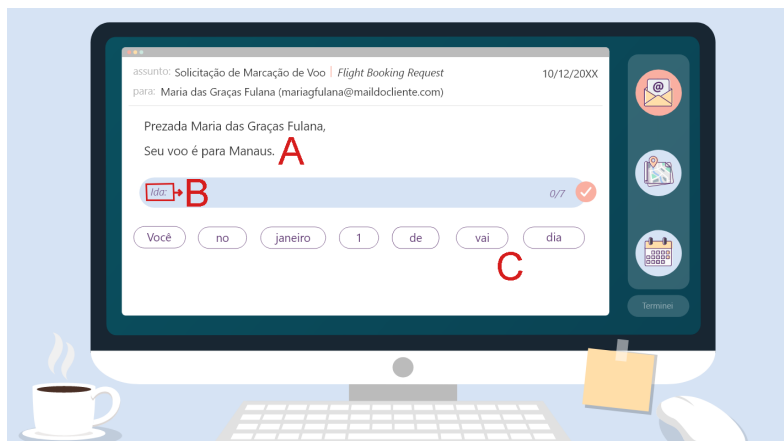 assunto: Solicitação de Marcação de Voo | Flight Booking Request 10/12/20XX
para: Maria das Graças Fulana (mariagfulana@maildocliente.com)
Prezada Maria das Graças Fulana,
Seu voo é para Manaus. A
Ida: B 0/7
Você no janeiro 1 de vai dia
C
Terminei
@